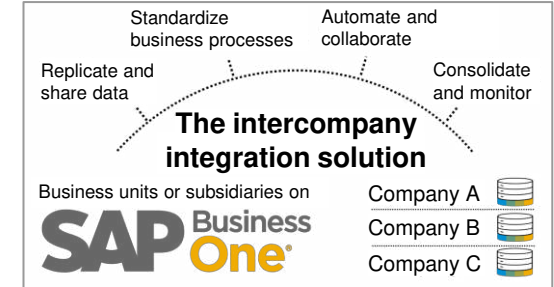 Standardize
business processes
Automate and
collaborate
Replicate and
share data
Consolidate
and monitor
The intercompany
integration solution
Business units or subsidiaries on
SAP Business
One®
Company A
Company B
Company C